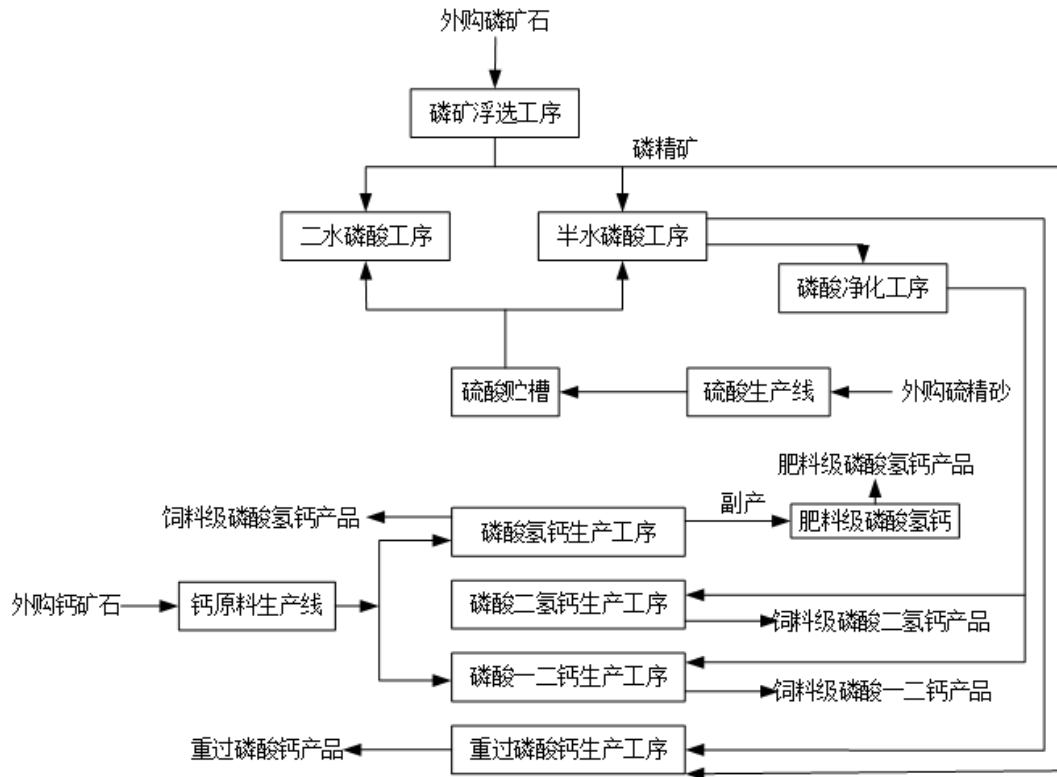 外购磷矿石
磷矿浮选工序
磷精矿
二水磷酸工序
半水磷酸工序
磷酸净化工序
硫酸贮槽
硫酸生产线
外购硫精砂
肥料级磷酸氢钙产品
饲料级磷酸氢钙产品
磷酸氢钙生产工序
副产
肥料级磷酸氢钙
外购钙矿石
钙原料生产线
磷酸二氢钙生产工序
饲料级磷酸二氢钙产品
磷酸一二钙生产工序
饲料级磷酸一二钙产品
重过磷酸钙产品
重过磷酸钙生产工序